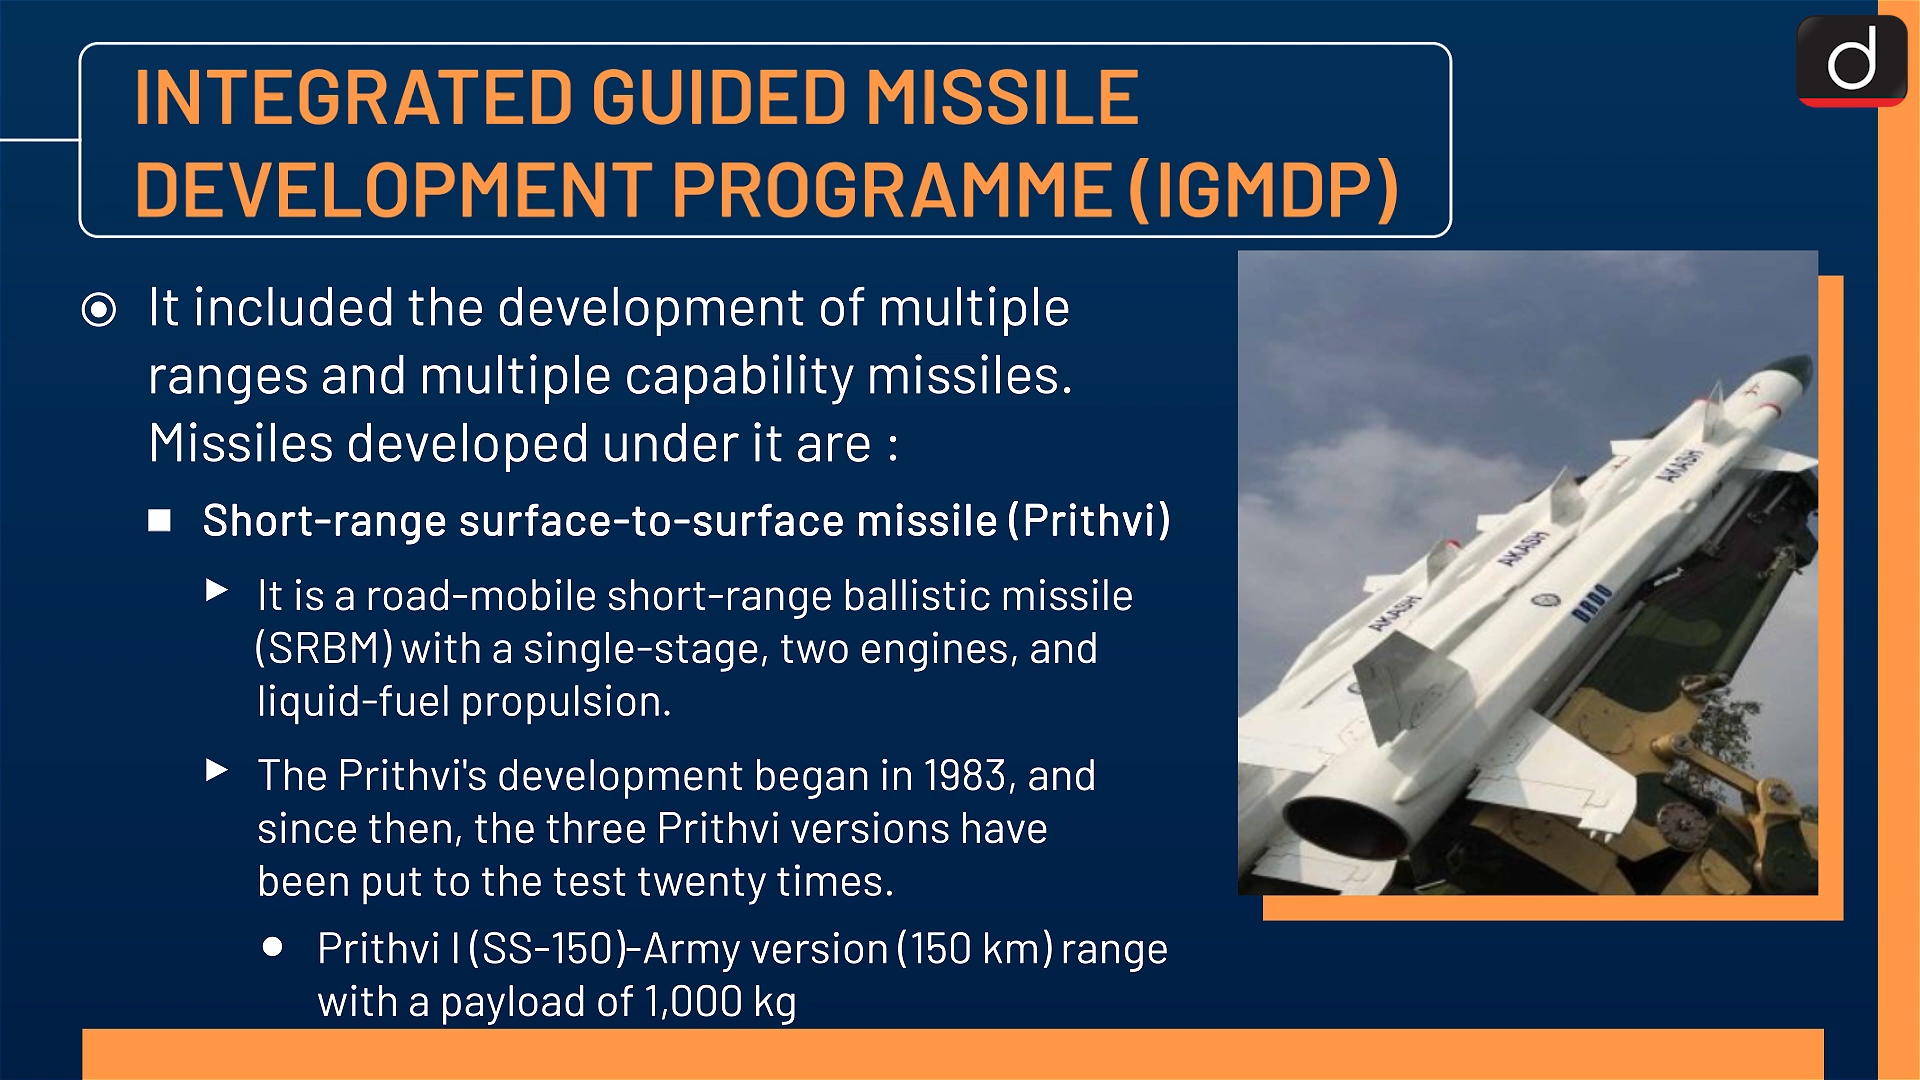 INTEGRATED GUIDED MISSILE
DEVELOPMENT PROGRAMME (IGMDP)
d
It included the development of multiple
ranges and multiple capability missiles.
Missiles developed under it are :
Short-range surface-to-surface missile (Prithvi)
It is a road-mobile short-range ballistic missile
(SRBM) with a single-stage, two engines, and
liquid-fuel propulsion.
The Prithvi's development began in 1983, and
since then, the three Prithvi versions have
been put to the test twenty times.
Prithvi I (SS-150)-Army version (150 km) range
with a payload of 1,000 kg
AKASH
AKASH
AKASH
DRDO